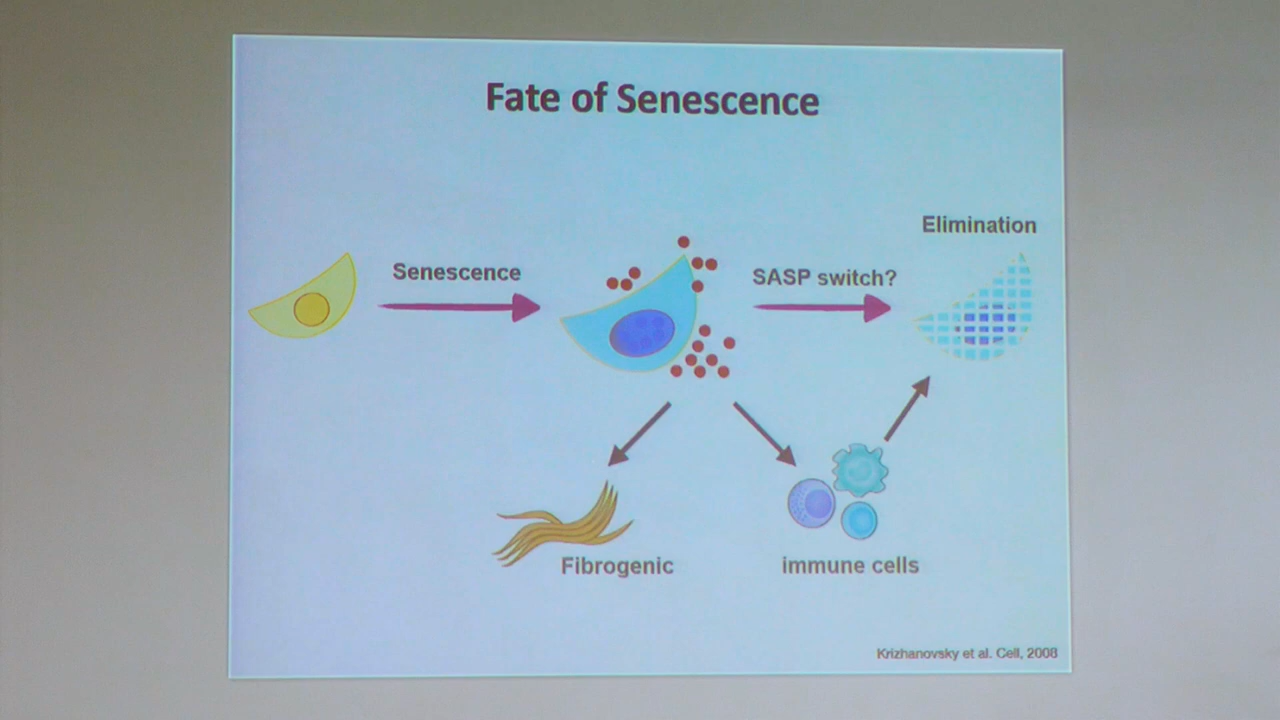 Fate of Senescence
Elimination
Senescence
SASP switch?
Fibrogenic
immune cells
Krizhanovsky et al. Cell, 2008